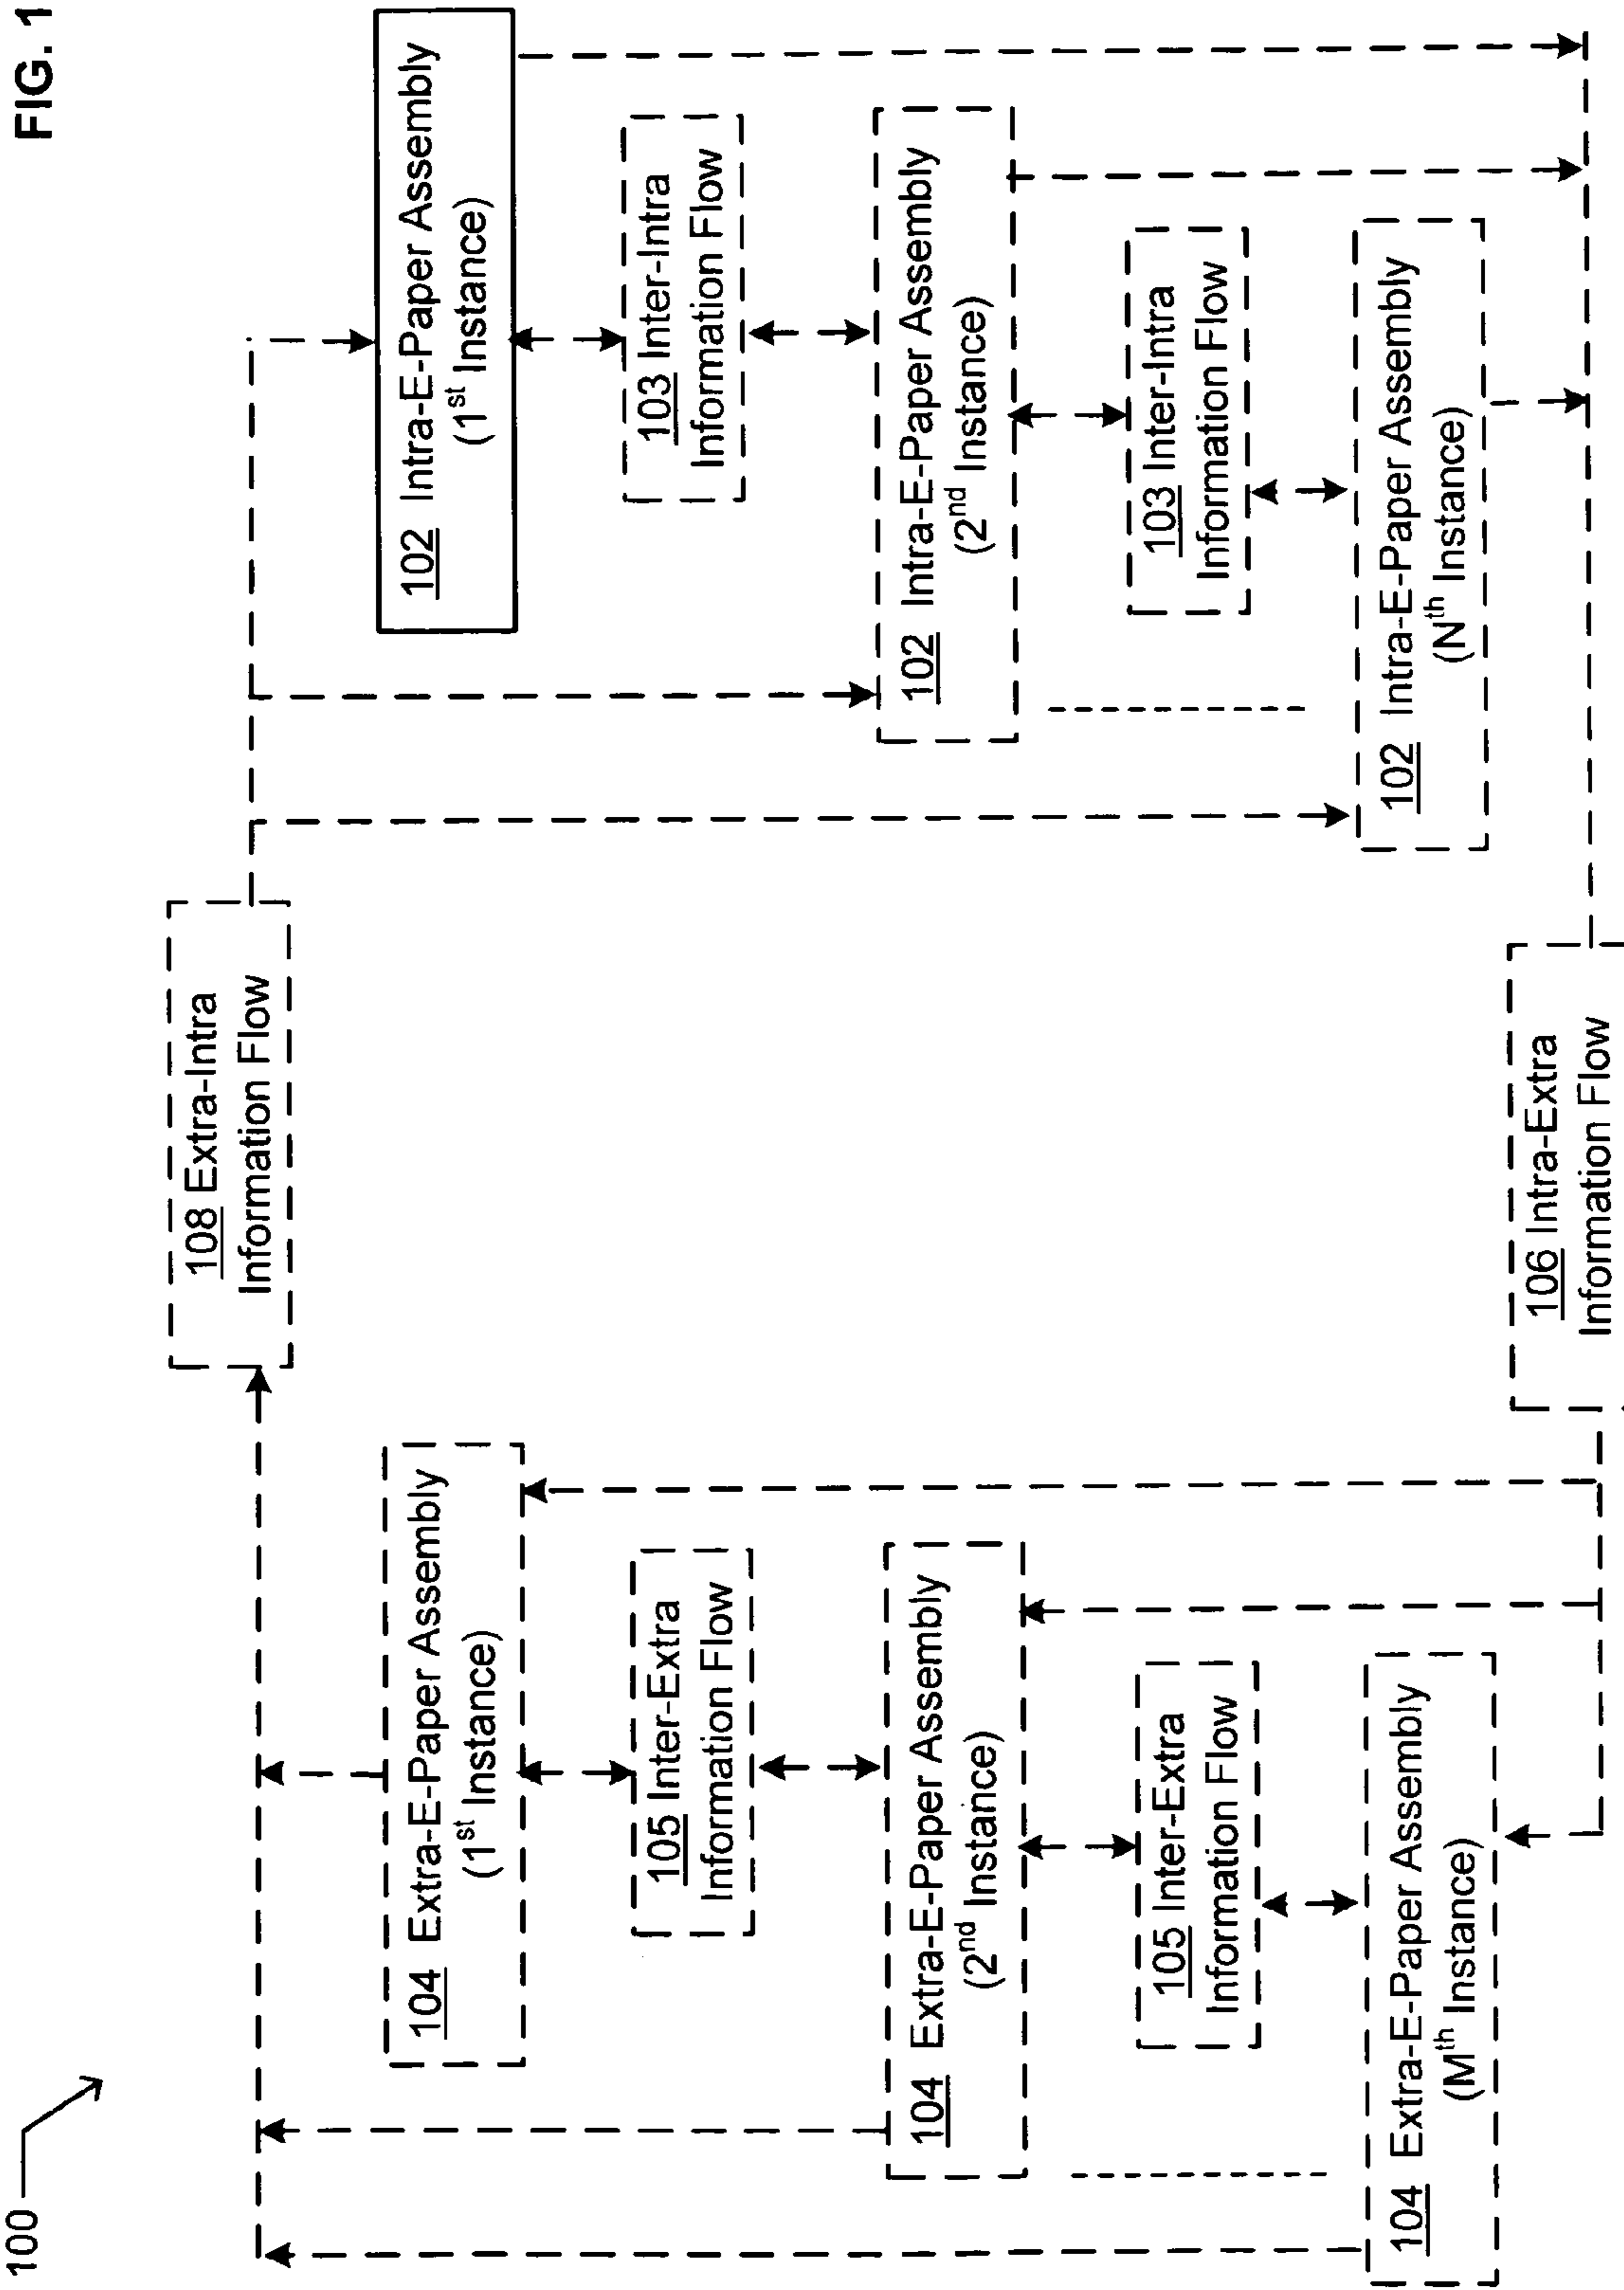 FIG. 1
100
108 Extra-Intra
Information Flow
104 Extra-E-Paper Assembly
(1st Instance)
102 Intra-E-Paper Assembly
(1st Instance)
105 Inter-Extra
Information Flow
103 Inter-Intra
Information Flow
104 Extra-E-Paper Assembly
(2nd Instance)
102 Intra-E-Paper Assembly
(2nd Instance)
105 Inter-Extra
Information Flow
103 Inter-Intra
Information Flow
104 Extra-E-Paper Assembly
(Mth Instance)
102 Intra-E-Paper Assembly
(Nth Instance)
106 Intra-Extra
Information Flow